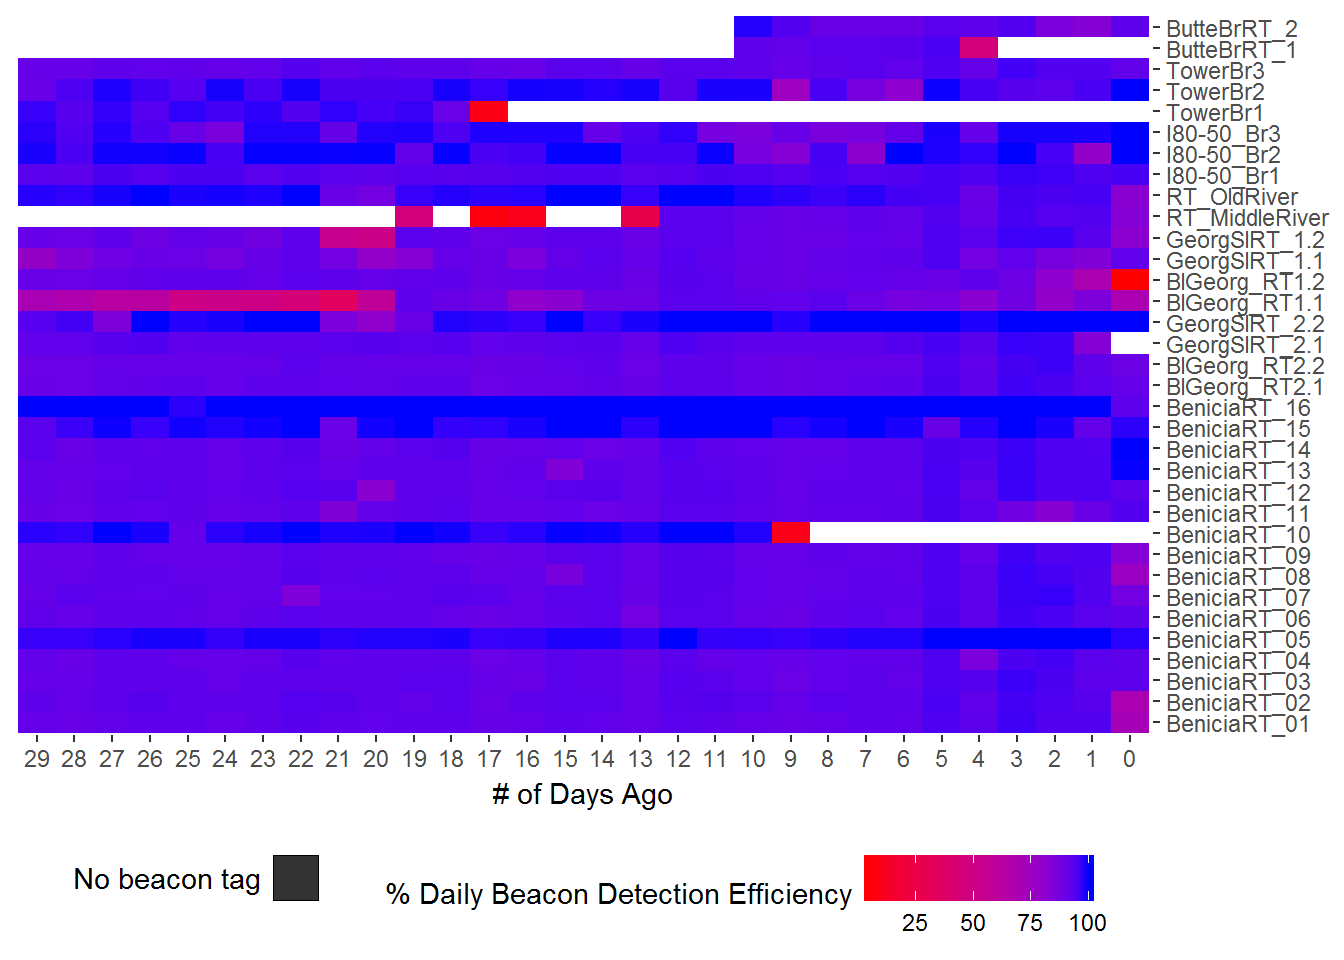 ButteBrRT_2
ButteBrRT_1
TowerBr3
TowerBr2
TowerBr1
I80-50_Br3
I80-50_Br2
I80-50_Br1
RT_OldRiver
RT_MiddleRiver
GeorgSlRT_1.2
GeorgSlRT_1.1
BlGeorg_RT1.2
BlGeorg_RT1.1
GeorgSlRT_2.2
GeorgSlRT_2.1
BlGeorg_RT2.2
BlGeorg_RT2.1
BeniciaRT_16
BeniciaRT_15
BeniciaRT_14
BeniciaRT_13
BeniciaRT_12
BeniciaRT_11
BeniciaRT_10
BeniciaRT_09
BeniciaRT_08
BeniciaRT_07
BeniciaRT_06
BeniciaRT_05
BeniciaRT_04
BeniciaRT_03
BeniciaRT_02
BeniciaRT_01
29 28 27 26 25 24 23 22 21 20 19 18 17 16 15 14 13 12 11 10 9 8 7 6 5 4 3 2 1 0
# of Days Ago
No beacon tag
% Daily Beacon Detection Efficiency
25 50 75 100